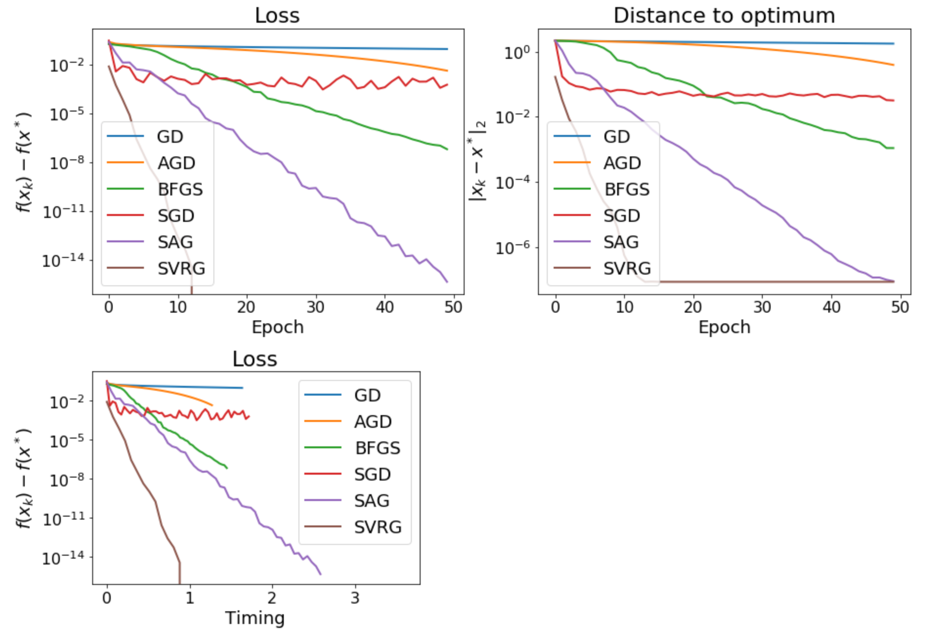 Loss
f(x_k) − f(x^*)
10^−2
10^−5
10^−8
10^−11
10^−14
GD
AGD
BFGS
SGD
SAG
SVRG
0
10
20
30
40
50
Epoch
Distance to optimum
|x_k − x^*|_2
10^0
10^−2
10^−4
10^−6
GD
AGD
BFGS
SGD
SAG
SVRG
0
10
20
30
40
50
Epoch
Loss
f(x_k) − f(x^*)
10^−2
10^−5
10^−8
10^−11
10^−14
GD
AGD
BFGS
SGD
SAG
SVRG
0
1
2
3
Timing